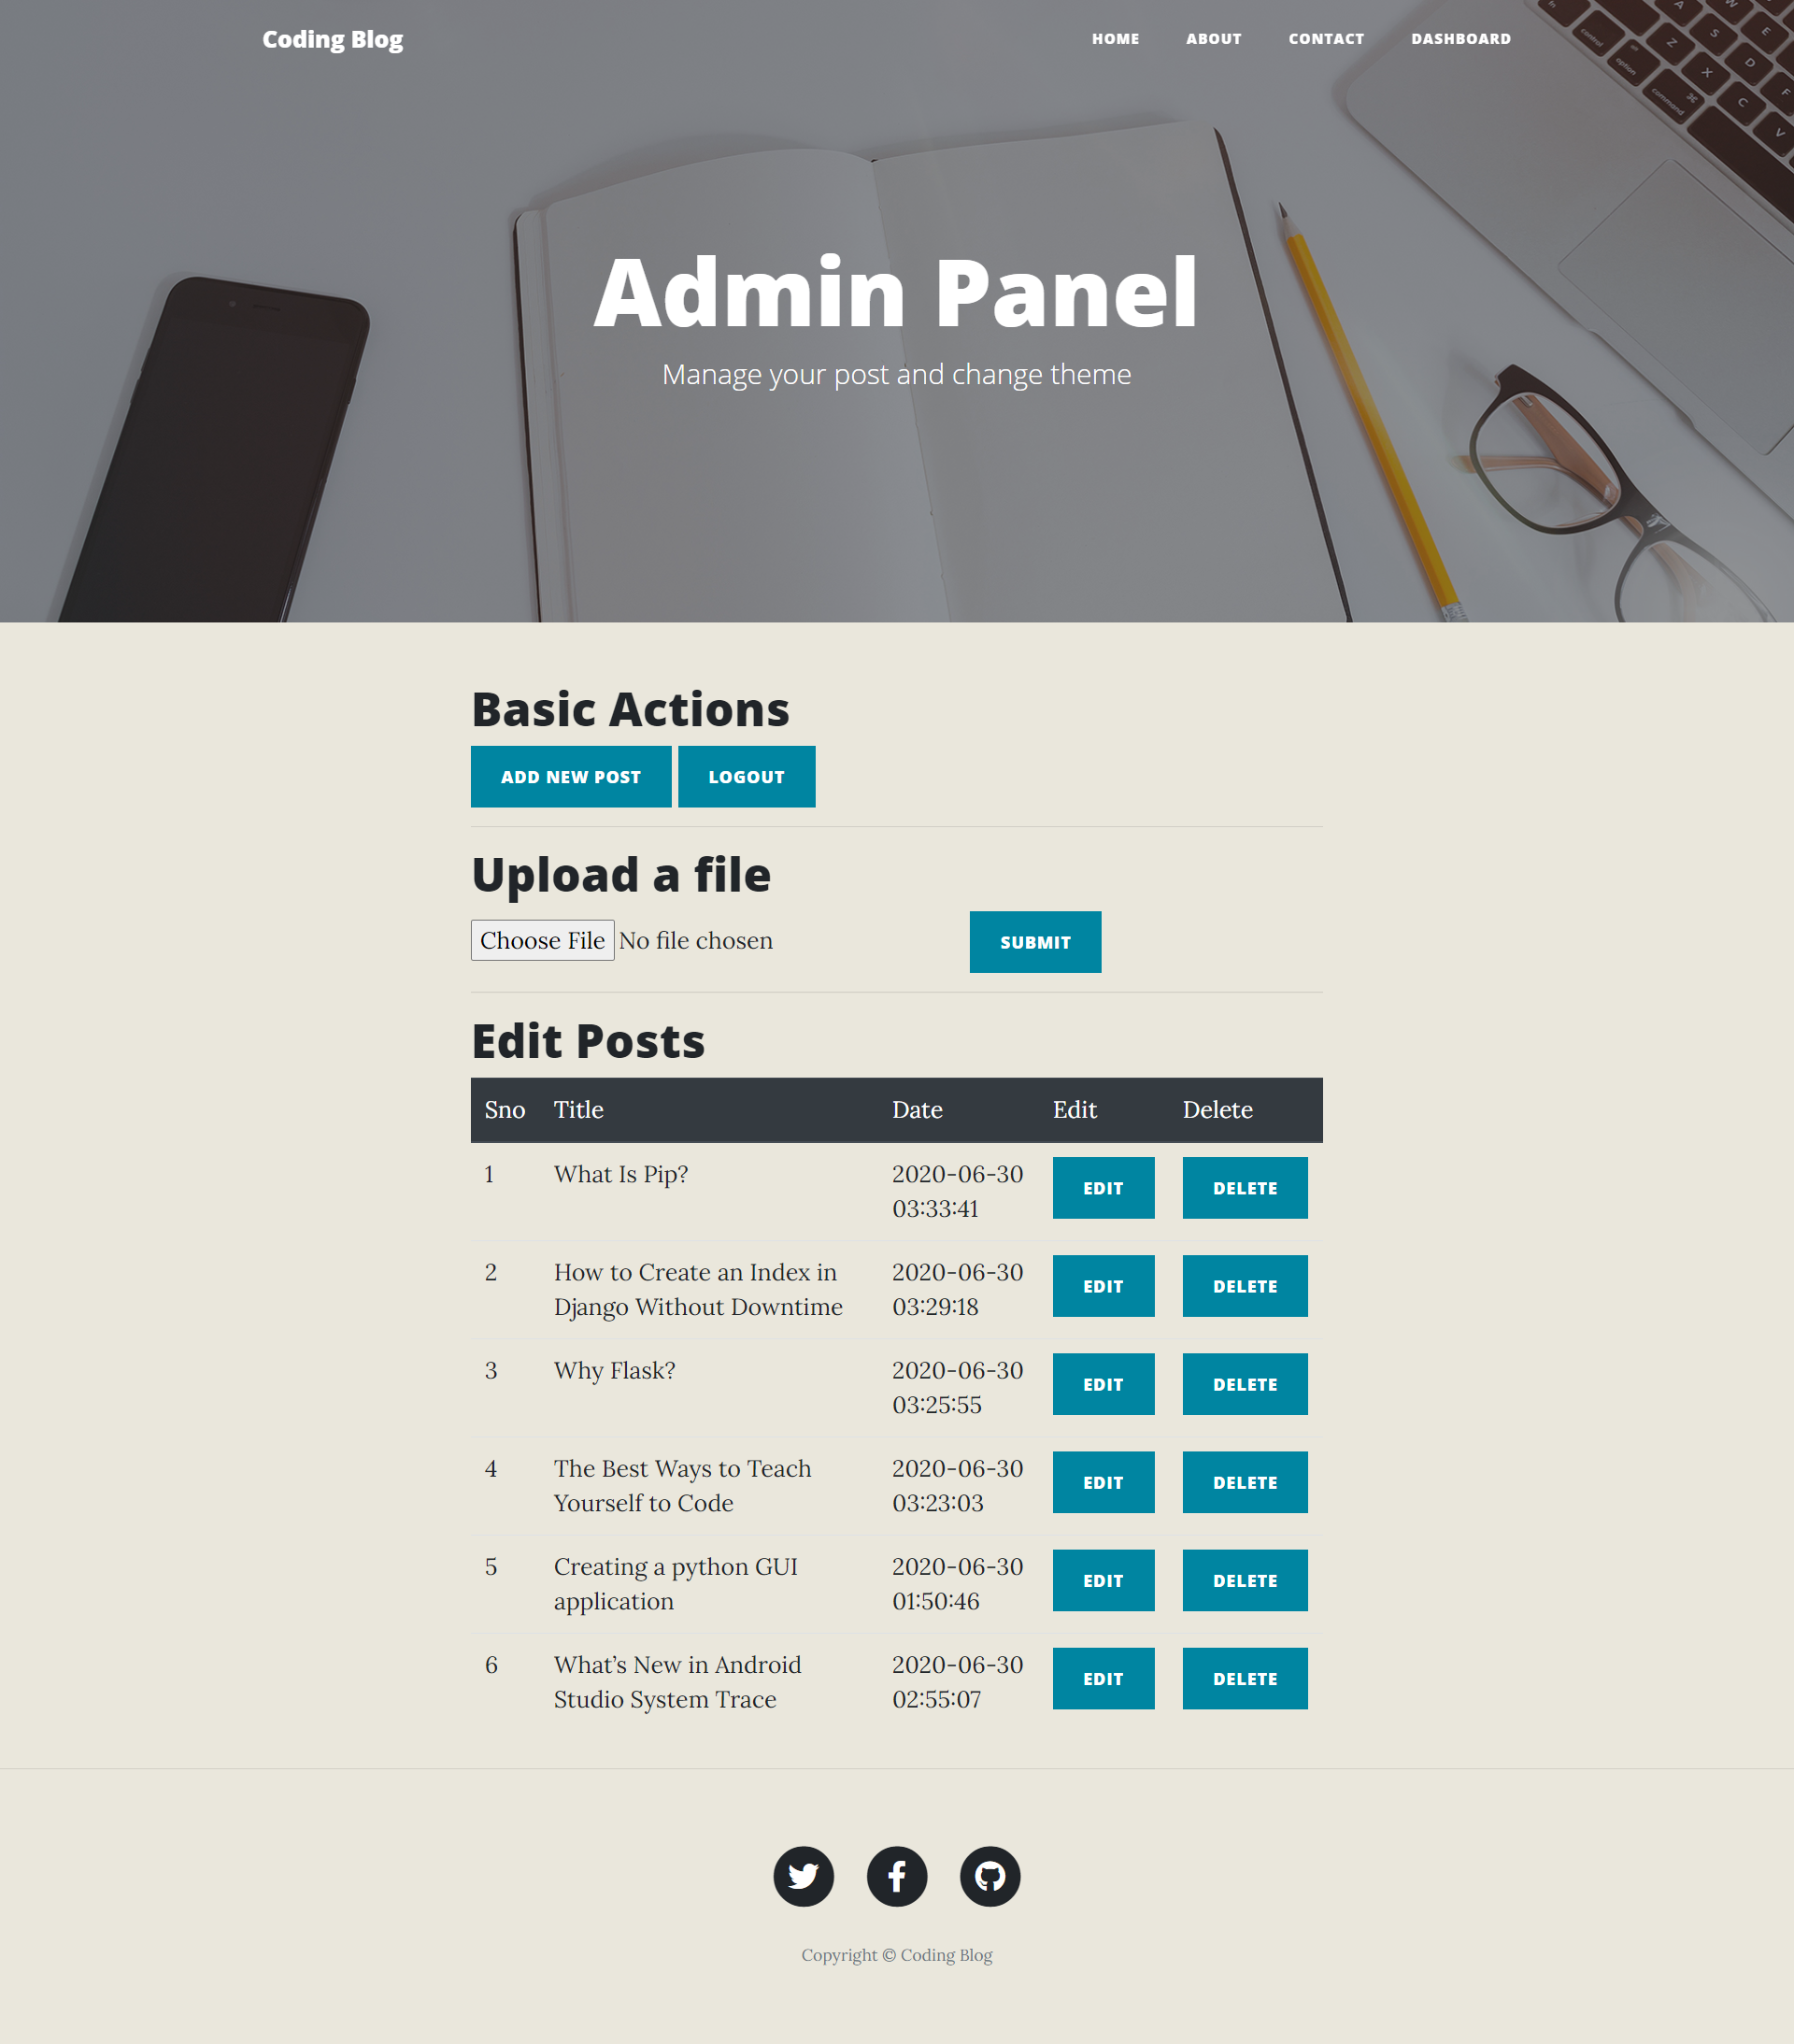 Coding Blog
HOME ABOUT CONTACT DASHBOARD
Admin Panel
Manage your post and change theme
Basic Actions
ADD NEW POST LOGOUT
Upload a file
Choose File No file chosen SUBMIT
Edit Posts
Sno Title Date Edit Delete
1 What Is Pip? 2020-06-30
03:33:41
EDIT DELETE
2 How to Create an Index in
Django Without Downtime
2020-06-30
03:29:18
EDIT DELETE
3 Why Flask? 2020-06-30
03:25:55
EDIT DELETE
4 The Best Ways to Teach
Yourself to Code
2020-06-30
03:23:03
EDIT DELETE
5 Creating a python GUI
application
2020-06-30
01:50:46
EDIT DELETE
6 What’s New in Android
Studio System Trace
2020-06-30
02:55:07
EDIT DELETE
Copyright © Coding Blog